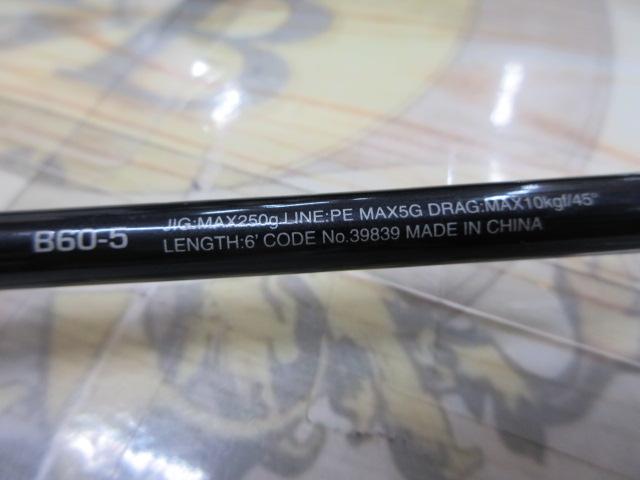 B60-5
JIG:MAX250g LINE:PE MAX5G DRAG:MAX10kgf/45°
LENGTH:6' CODE No.39839 MADE IN CHINA
B